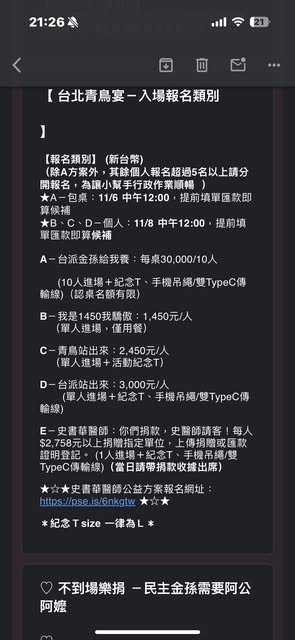 21:26
21
【 台北青鳥宴－入場報名類別
】
【報名類別】 (新台幣)
（除A方案外，其餘個人報名超過5名以上請分
開報名，為讓小幫手行政作業順暢 ）
★A－包桌：11/6 中午12:00，提前填單匯款即
算候補
★B、C、D－個人：11/8 中午12:00，提前填
單匯款即算候補
A－台派金孫給我養：每桌30,000/10人
(10人進場＋紀念T、手機吊繩/雙TypeC傳
輸線)（認桌名額有限）
B－我是1450我驕傲：1,450元/人
（單人進場，僅用餐）
C－青鳥站出來：2,450元/人
（單人進場＋活動紀念T）
D－台派站出來：3,000元/人
（單人進場＋紀念T、手機吊繩/雙TypeC傳
輸線)
E－史書華醫師：你們捐款，史醫師請客！每人
$2,758元以上捐贈指定單位，上傳捐贈或匯款
證明登記。 (1人進場＋紀念T、手機吊繩/雙
TypeC傳輸線)（當日請帶捐款收據出席）
★☆★史書華醫師公益方案報名網址：
https://pse.is/6nkgtw ★☆★
＊紀念Ｔsize 一律為Ｌ＊
♡ 不到場樂捐 －民主金孫需要阿公
阿嬤